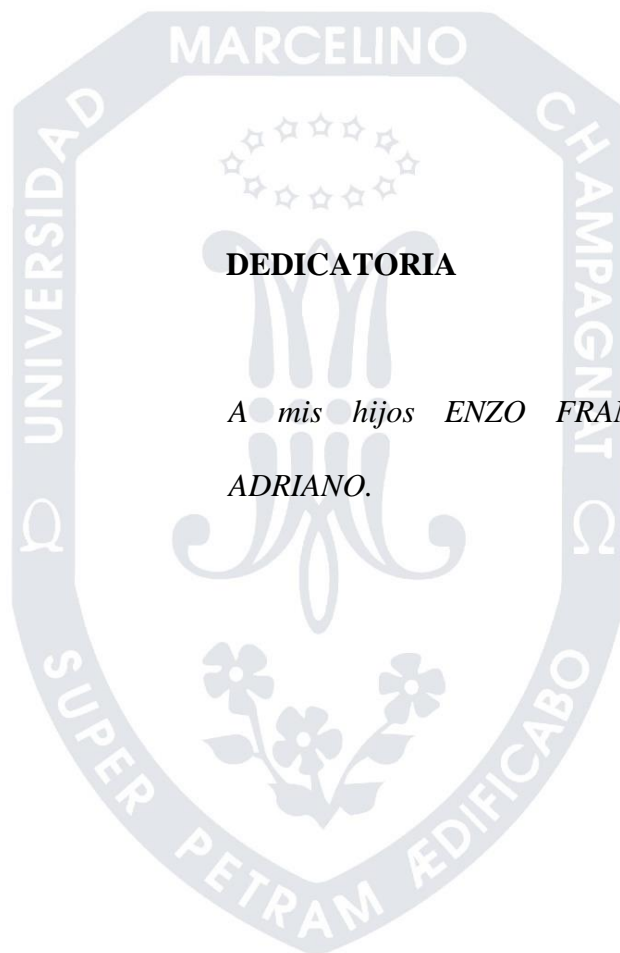 MARCELINO
UNIVERSIDAD
CHAMPAGNAT
DEDICATORIA
A mis hijos ENZO
ADRIANO.
Ω
Ω
SUPER PETRAM ÆDIFICABO